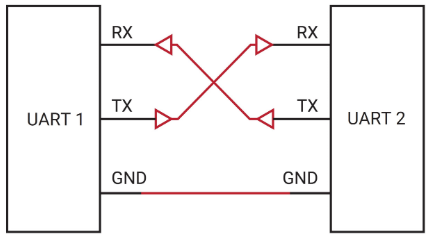 RX RX
UART 1 TX TX UART 2
GND GND